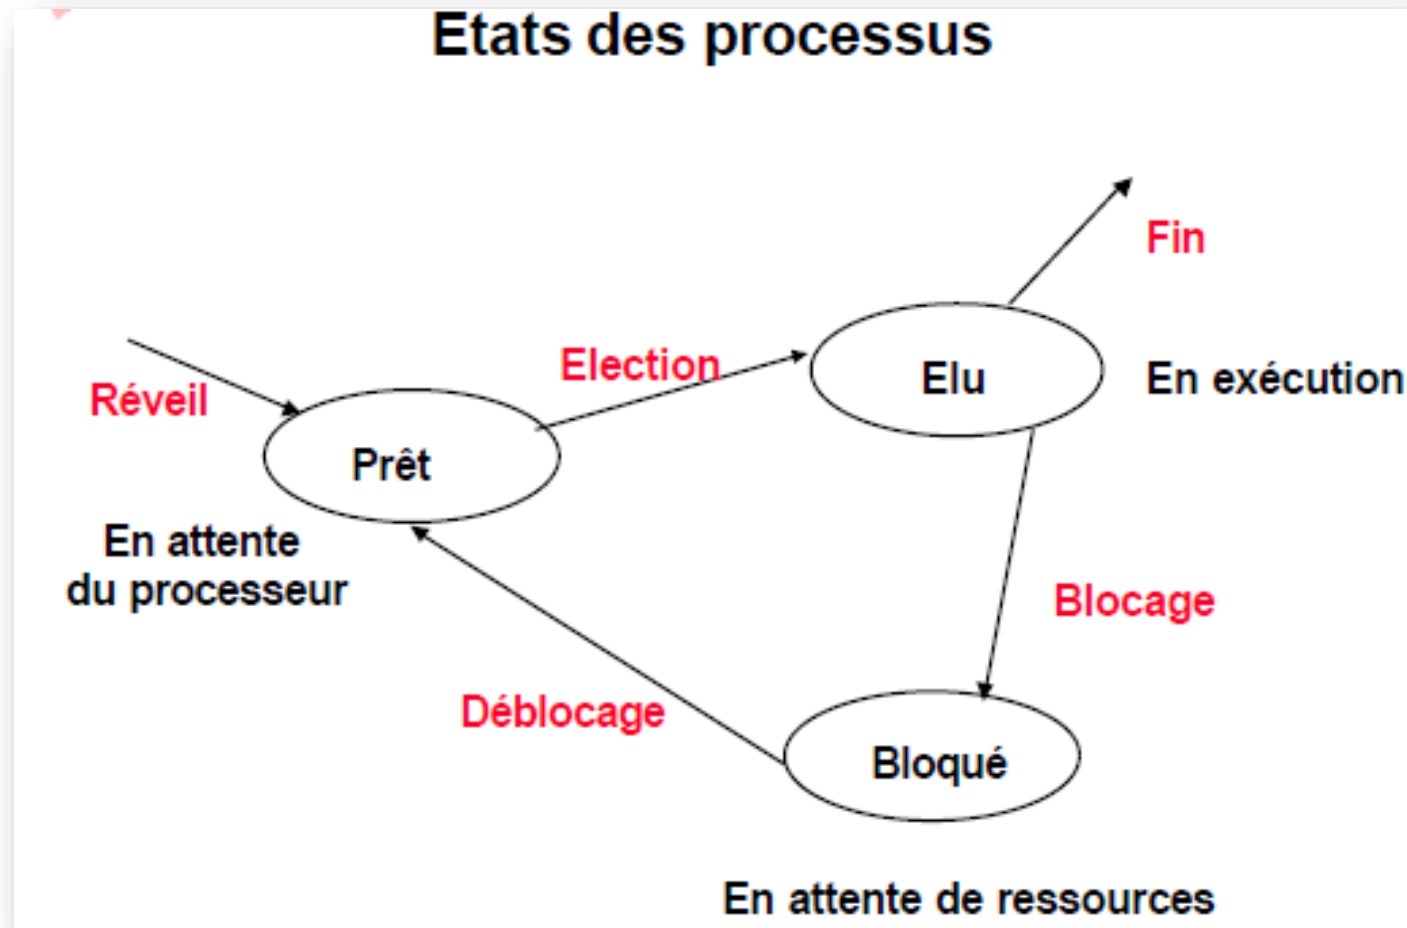 Etats des processus
Fin
Election
Elu
En exécution
Réveil
Prêt
En attente
du processeur
Blocage
Déblocage
Bloqué
En attente de ressources